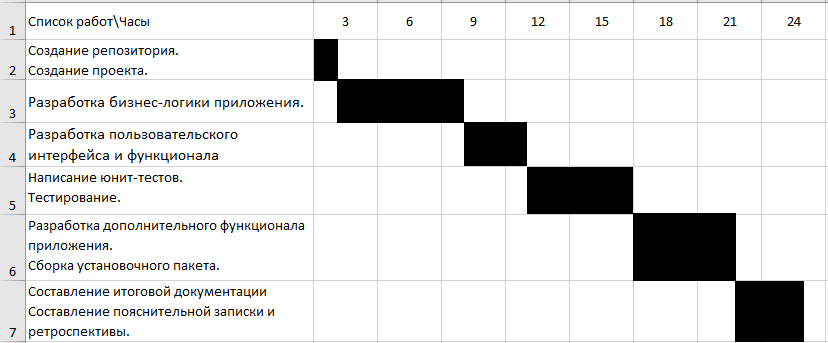 1 Список работ\Часы 3 6 9 12 15 18 21 24
Создание репозитория.
2 Создание проекта.
3 Разработка бизнес-логики приложения.
Разработка пользовательского
4 интерфейса и функционала
Написание юнит-тестов.
5 Тестирование.
Разработка дополнительного функционала
приложения.
6 Сборка установочного пакета.
Составление итоговой документации
Составление пояснительной записки и
7 ретроспективы.